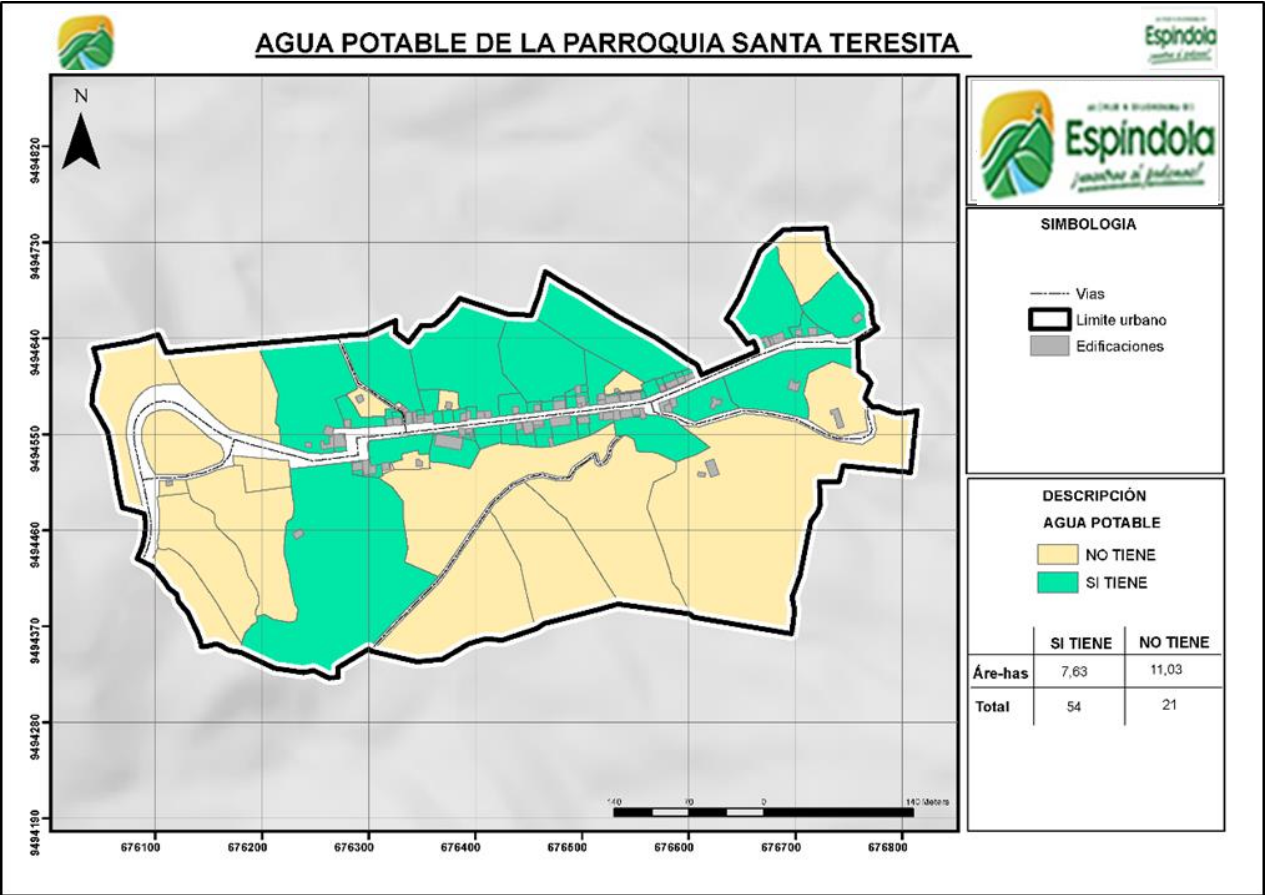 AGUA POTABLE DE LA PARROQUIA SANTA TERESITA
Espíndola
Espíndola
SIMBOLOGIA
Vias
Limite urbano
Edificaciones
DESCRIPCIÓN
AGUA POTABLE
NO TIENE
SI TIENE
SI TIENE NO TIENE
Áre-has 7,63 11,03
Total 54 21
N
9494820
9494730
9494640
9494550
9494460
9494370
9494280
9494190
140 70 0 140 Meters
676100 676200 676300 676400 676500 676600 676700 676800